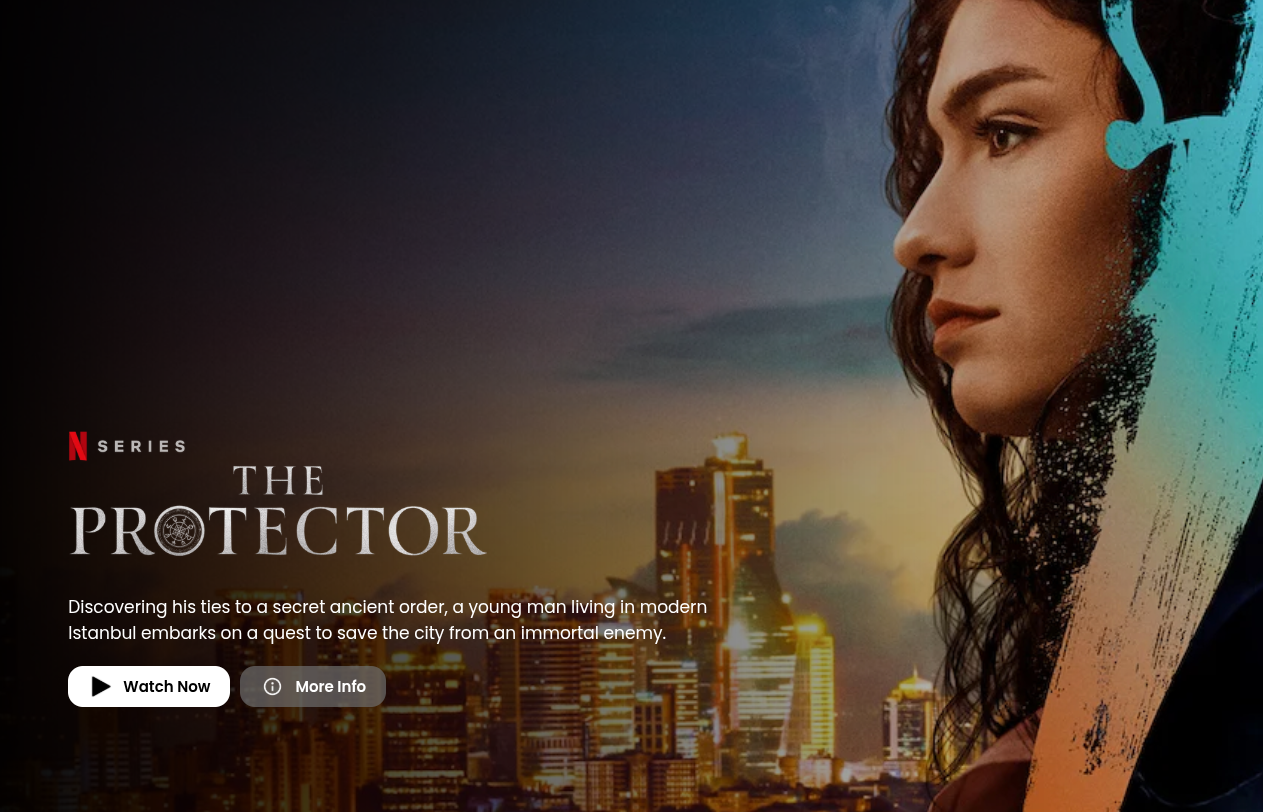 N SERIES
THE
PROTECTOR
Discovering his ties to a secret ancient order, a young man living in modern
Istanbul embarks on a quest to save the city from an immortal enemy.
Watch Now
More Info